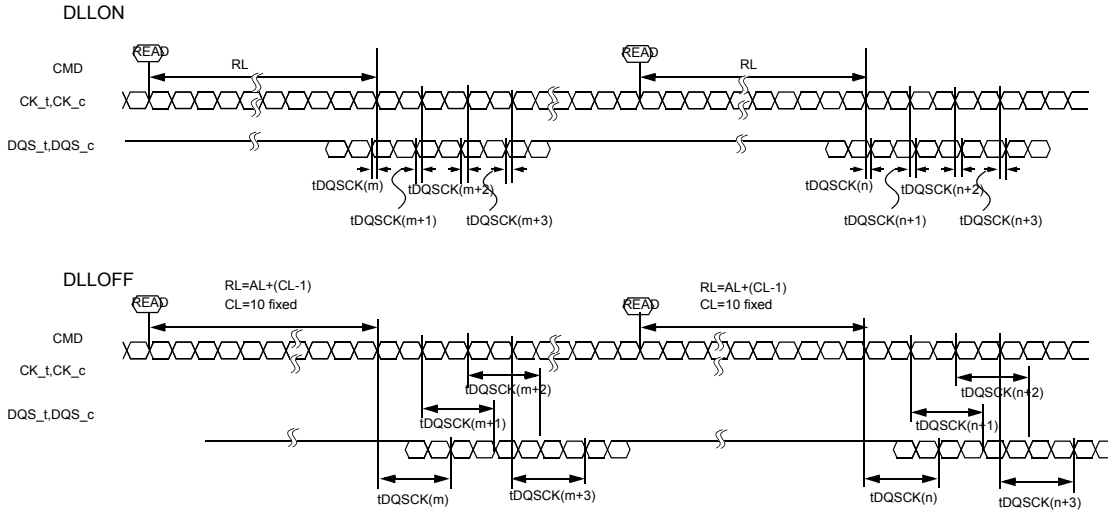 DLLON
READ
READ
CMD
RL
RL
CK_t,CK_c
DQS_t,DQS_c
tDQSCK(m)
tDQSCK(m+2)
tDQSCK(n)
tDQSCK(n+2)
tDQSCK(m+1)
tDQSCK(m+3)
tDQSCK(n+1)
tDQSCK(n+3)
DLLOFF
RL=AL+(CL-1)
CL=10 fixed
RL=AL+(CL-1)
CL=10 fixed
READ
READ
CMD
CK_t,CK_c
tDQSCK(m+2)
tDQSCK(n+2)
DQS_t,DQS_c
tDQSCK(m+1)
tDQSCK(n+1)
tDQSCK(m)
tDQSCK(m+3)
tDQSCK(n)
tDQSCK(n+3)